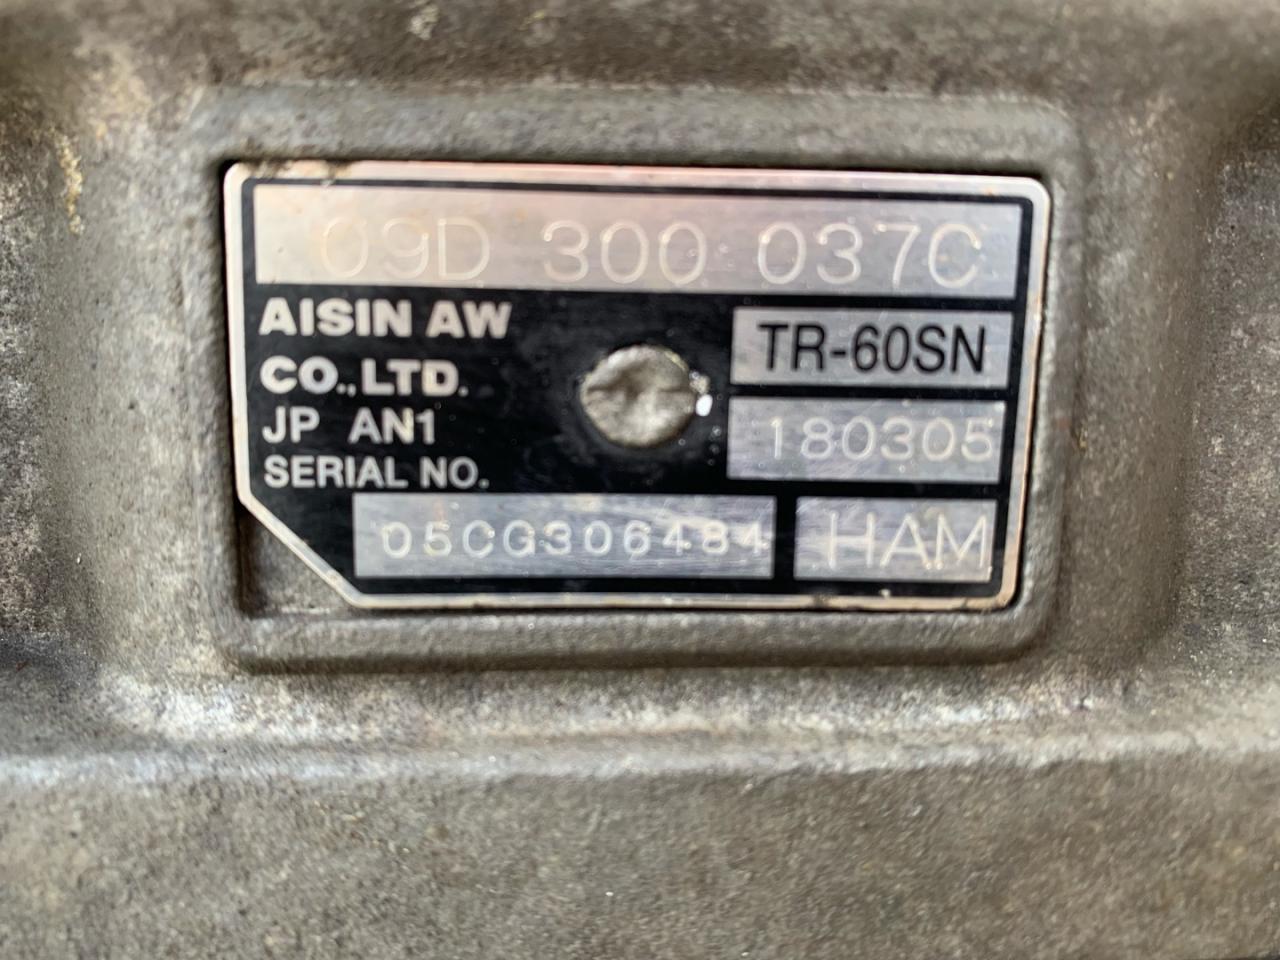 09D 300 037C
AISIN AW
CO.,LTD.
JP AN1
SERIAL NO.
TR-60SN
180305
05CG306484
HAM